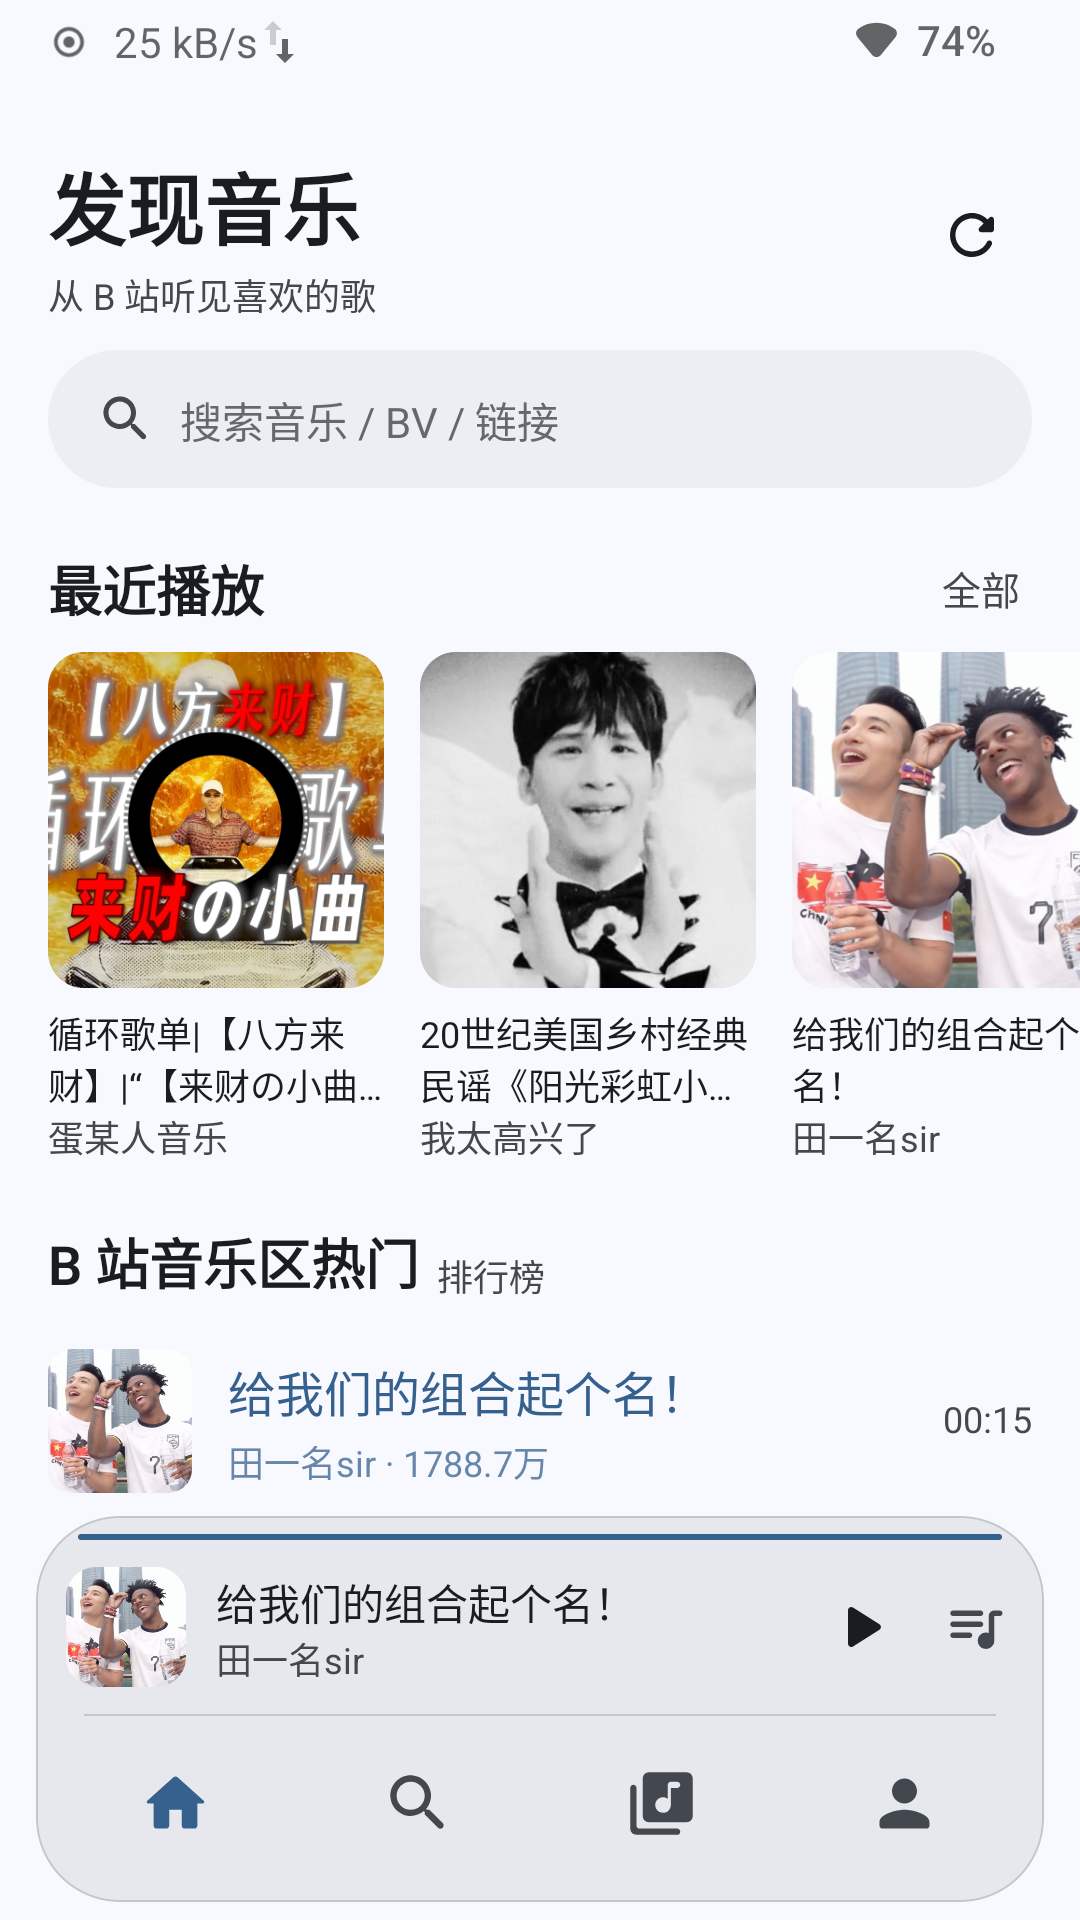 25 kB/s
74%
发现音乐
从 B 站听见喜欢的歌
搜索音乐 / BV / 链接
最近播放
全部
【八方来财】
循环歌单
来财の小曲
循环歌单|【八方来
财】|“【来财の小曲...
蛋某人音乐
20世纪美国乡村经典
民谣《阳光彩虹小...
我太高兴了
给我们的组合起个
名！
田一名sir
B 站音乐区热门
排行榜
给我们的组合起个名！
田一名sir · 1788.7万
00:15
给我们的组合起个名！
田一名sir